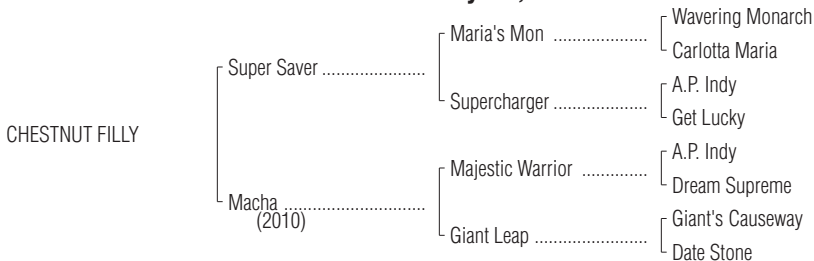 Wavering Monarch
Maria's Mon ....................
Carlotta Maria
Super Saver ......................
A.P. Indy
Supercharger ....................
Get Lucky
CHESTNUT FILLY
A.P. Indy
Majestic Warrior ..............
Dream Supreme
Macha ..............................
(2010)
Giant's Causeway
Giant Leap ........................
Date Stone